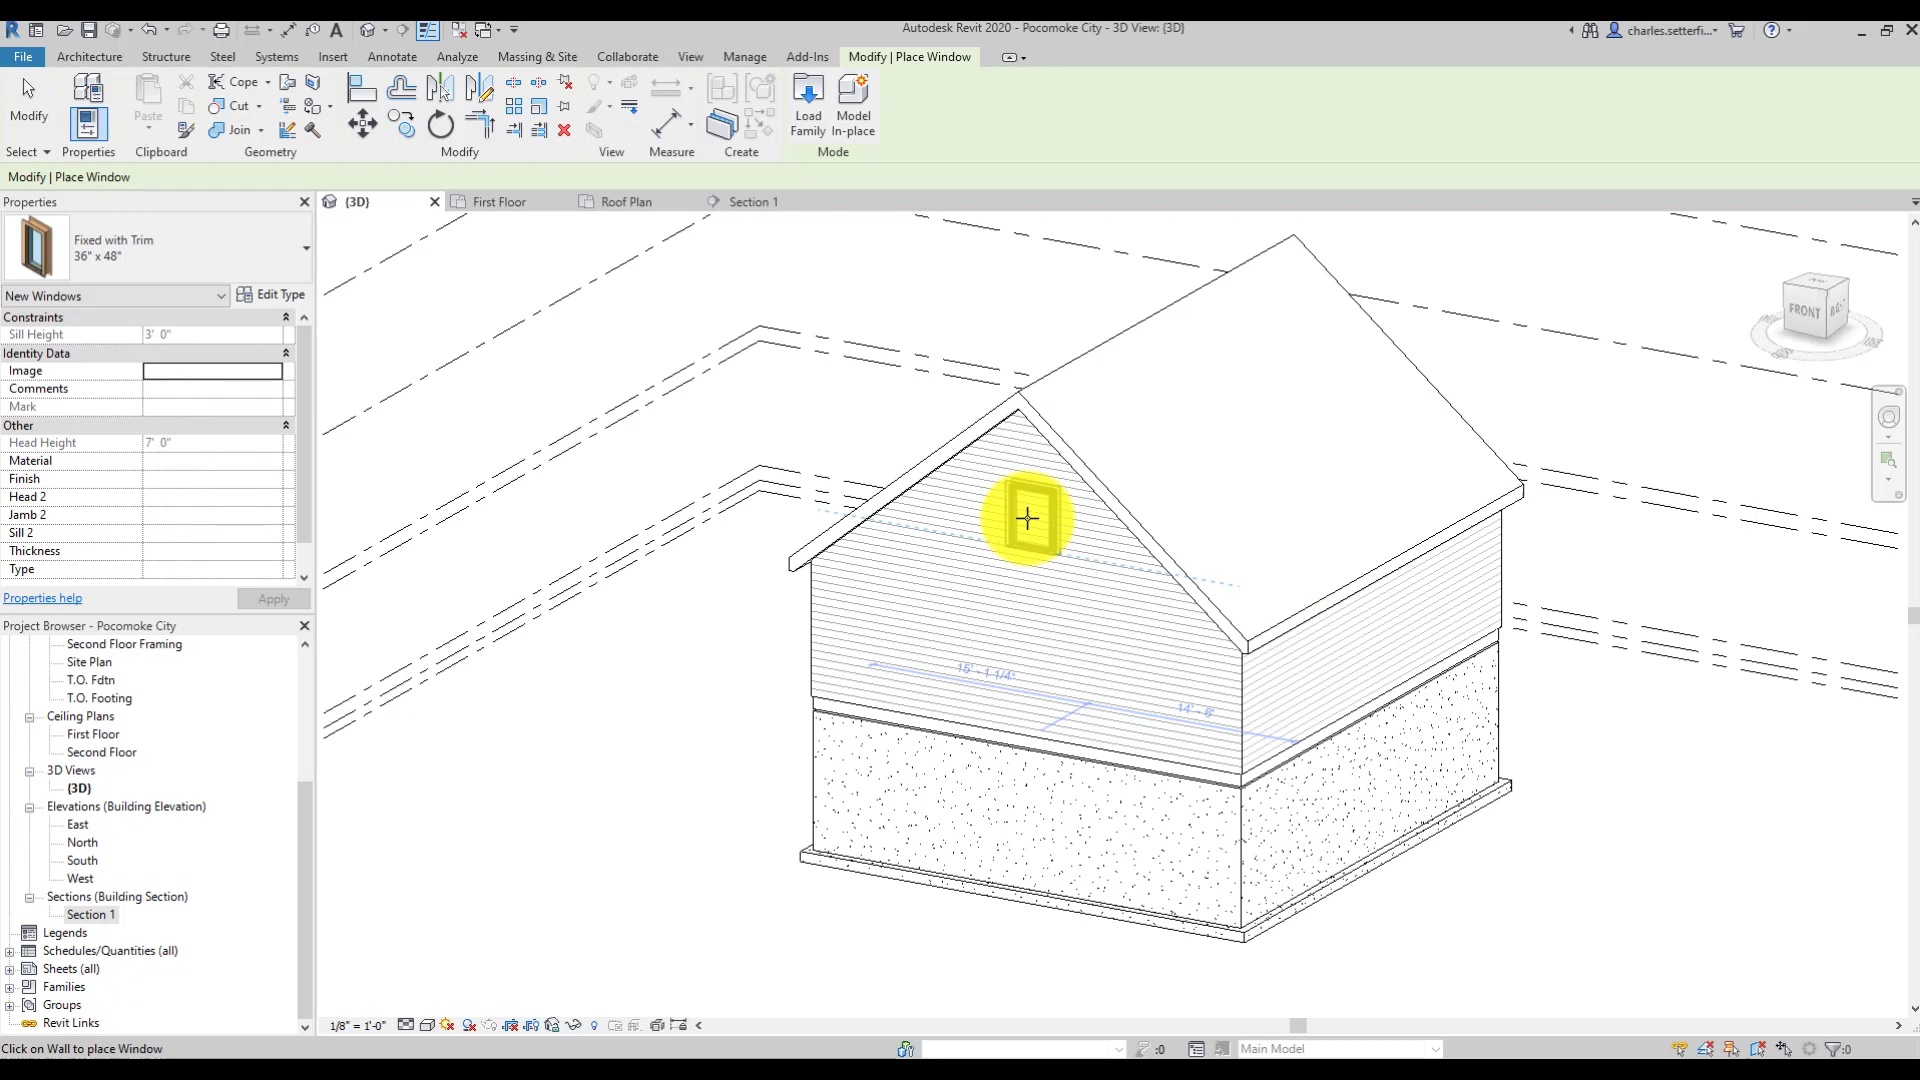 Autodesk Revit 2020 - Pocomoke City - 3D View: {3D}
charles.setterfi...
File Architecture Structure Steel Systems Insert Annotate Analyze Massing & Site Collaborate View Manage Add-Ins Modify | Place Window
Cope
Modify Paste Cut Load Family Model In-place
Join
Select Properties Clipboard Geometry Modify View Measure Create Mode
Modify | Place Window
Properties
{3D} First Floor Roof Plan Section 1
Fixed with Trim
36" x 48"
New Windows Edit Type
Constraints
Sill Height 3' 0"
Identity Data
Image
Comments
Mark
Other
Head Height 7' 0"
Material
Finish
Head 2
Jamb 2
Sill 2
Thickness
Type
Properties help Apply
FRONT
15' - 1 1/4"
14' - 6"
Project Browser - Pocomoke City
Second Floor Framing
Site Plan
T.O. Fdtn
T.O. Footing
Ceiling Plans
First Floor
Second Floor
3D Views
{3D}
Elevations (Building Elevation)
East
North
South
West
Sections (Building Section)
Section 1
Legends
Schedules/Quantities (all)
Sheets (all)
Families
Groups
Revit Links
1/8" = 1'-0"
Click on Wall to place Window :0 Main Model :0